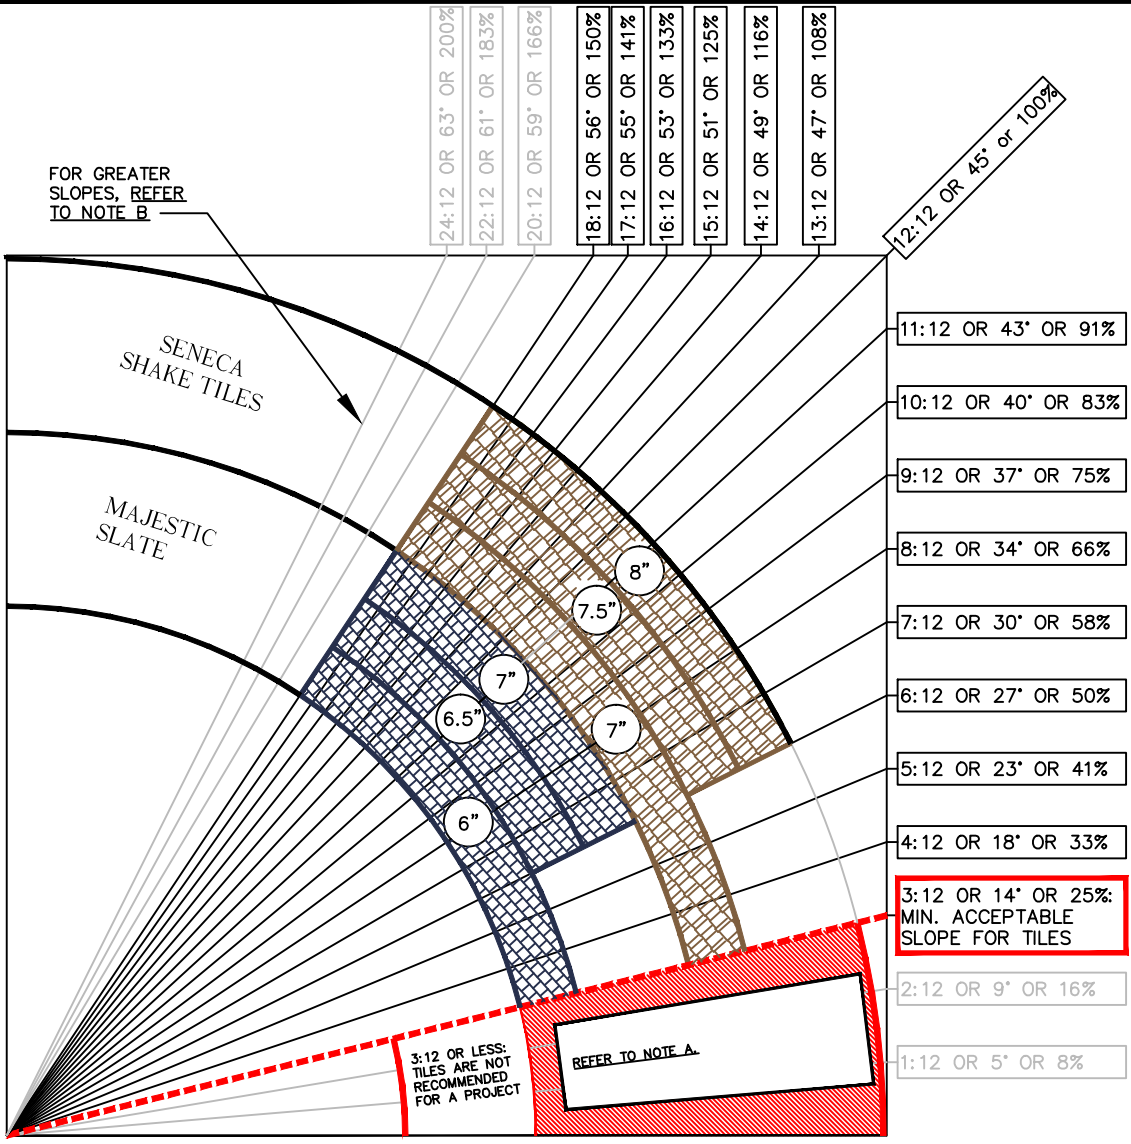 24:12 OR 63° OR 200%
22:12 OR 61° OR 183%
20:12 OR 59° OR 166%
18:12 OR 56° OR 150%
17:12 OR 55° OR 141%
16:12 OR 53° OR 133%
15:12 OR 51° OR 125%
14:12 OR 49° OR 116%
13:12 OR 47° OR 108%
12:12 OR 45° or 100%
FOR GREATER
SLOPES, REFER
TO NOTE B
11:12 OR 43° OR 91%
10:12 OR 40° OR 83%
9:12 OR 37° OR 75%
8:12 OR 34° OR 66%
7:12 OR 30° OR 58%
6:12 OR 27° OR 50%
5:12 OR 23° OR 41%
4:12 OR 18° OR 33%
3:12 OR 14° OR 25%:
MIN. ACCEPTABLE
SLOPE FOR TILES
2:12 OR 9° OR 16%
1:12 OR 5° OR 8%
SENECA
SHAKE TILES
MAJESTIC
SLATE
8”
7.5”
7”
7”
6.5”
6”
3:12 OR LESS:
TILES ARE NOT
RECOMMENDED
FOR A PROJECT
REFER TO NOTE A.